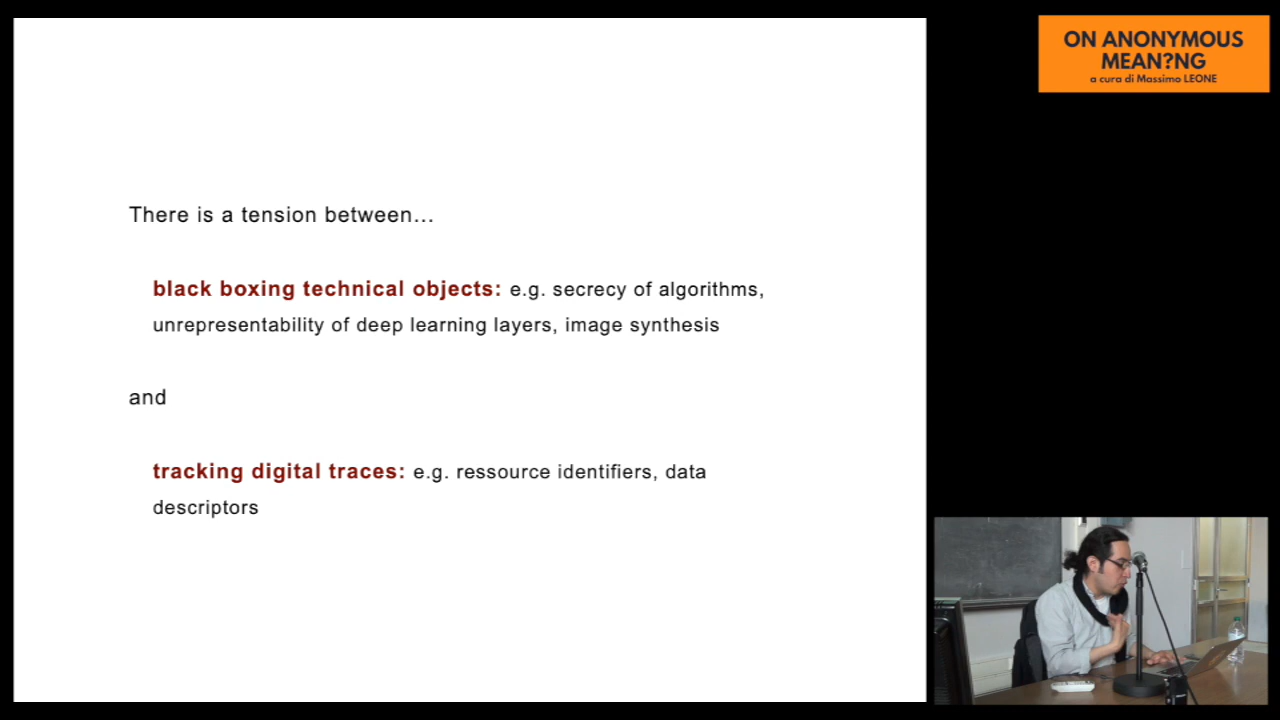 ON ANONYMOUS
MEAN?NG
a cura di Massimo LEONE
There is a tension between...
black boxing technical objects: e.g. secrecy of algorithms,
unrepresentability of deep learning layers, image synthesis
and
tracking digital traces: e.g. ressource identifiers, data
descriptors